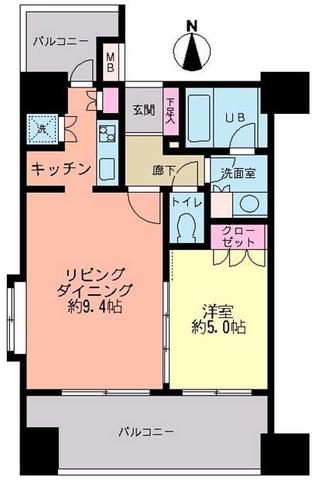 N
バルコニー
MB
玄関
下足入
UB
洗
キッチン
廊下
洗面室
トイレ
クロー
ゼット
リビング
ダイニング
約9.4帖
洋室
約5.0帖
バルコニー